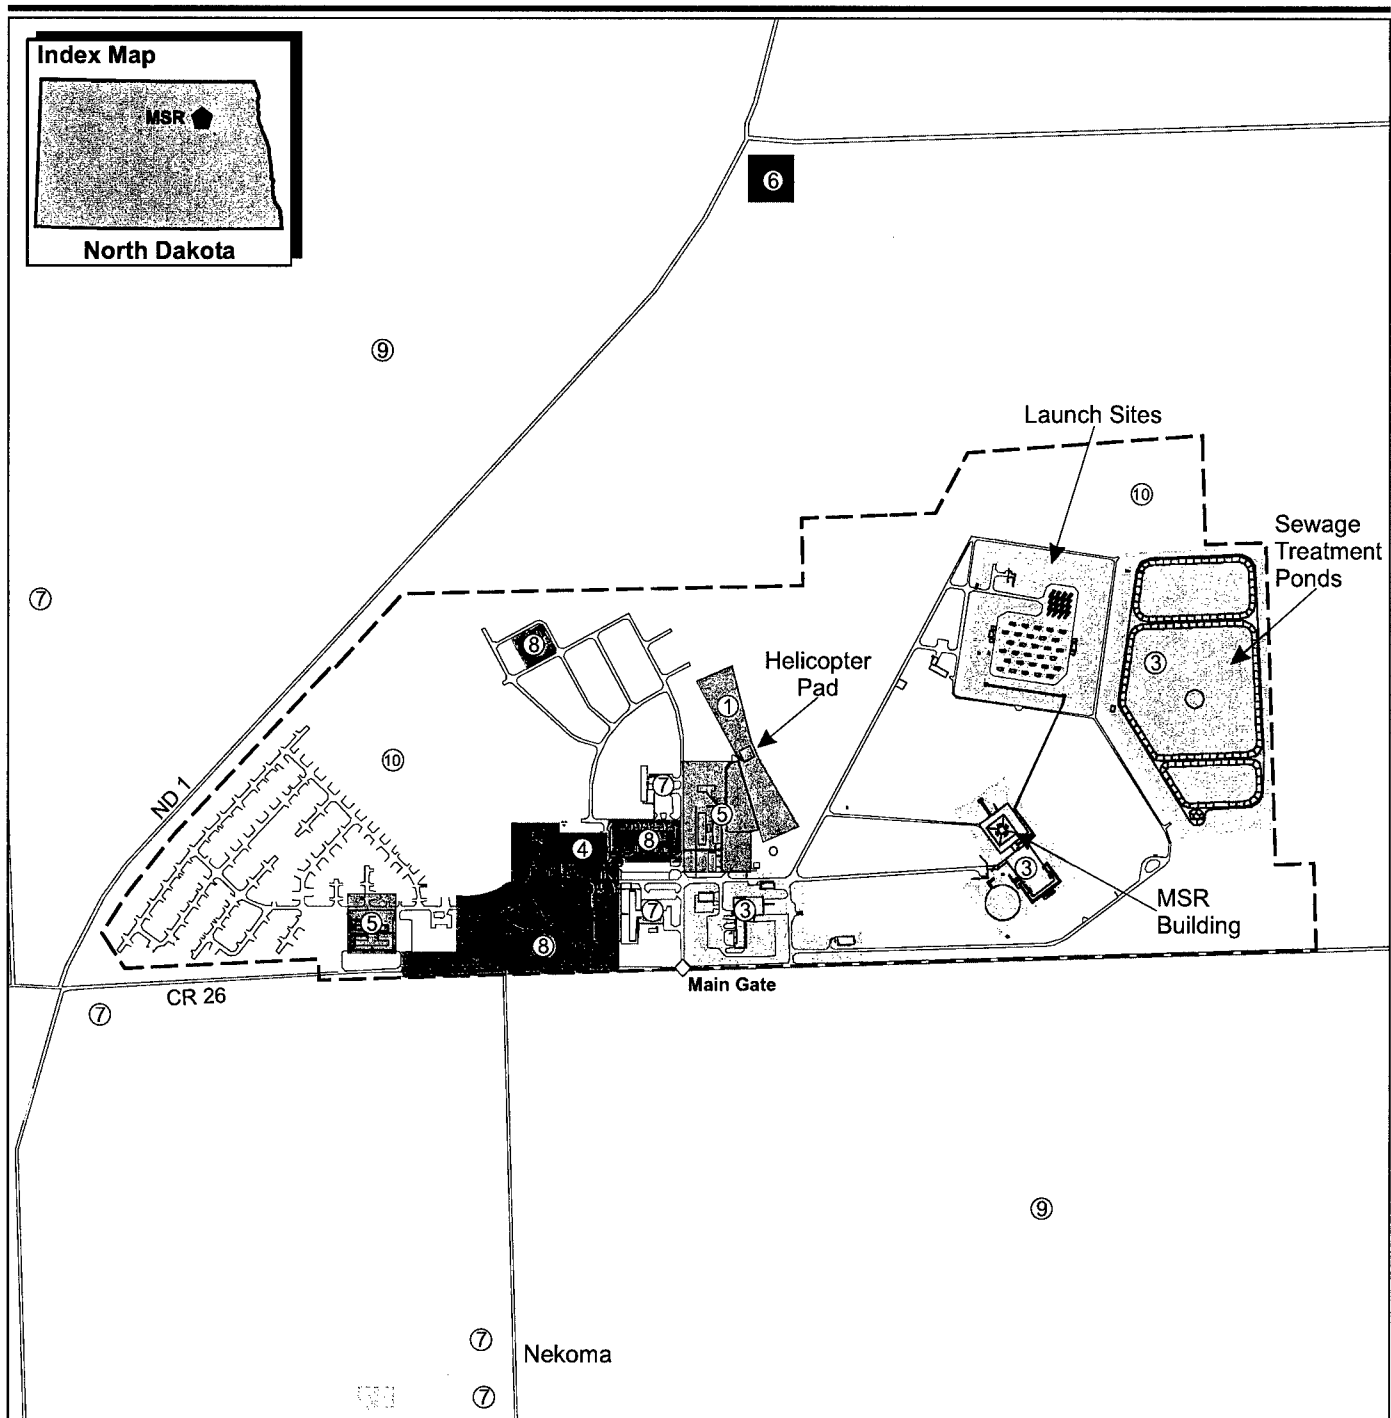 Index Map
MSR
North Dakota
6
9
Launch Sites
10
Sewage
Treatment
Ponds
7
8
3
Helicopter
Pad
1
10
ND 1
7
5
4
8
3
MSR
Building
5
7
3
8
Main Gate
CR 26
7
9
7
Nekoma
7